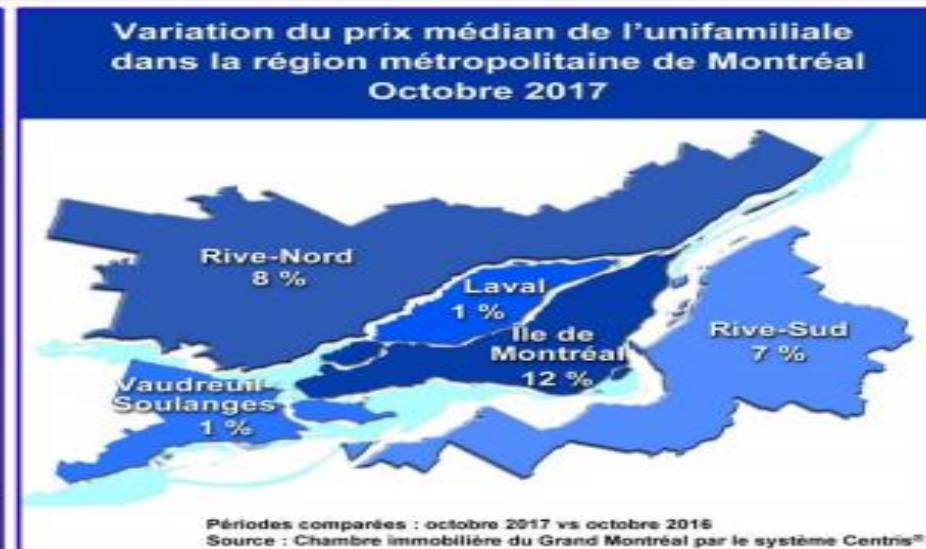 Variation du prix médian de l'unifamiliale
dans la région métropolitaine de Montréal
Octobre 2017
Rive-Nord
8 %
Laval
1 %
Île de
Montréal
12 %
Rive-Sud
7 %
Vaudreuil-
Soulanges
1 %
Périodes comparées : octobre 2017 vs octobre 2016
Source : Chambre immobilière du Grand Montréal par le système Centris®